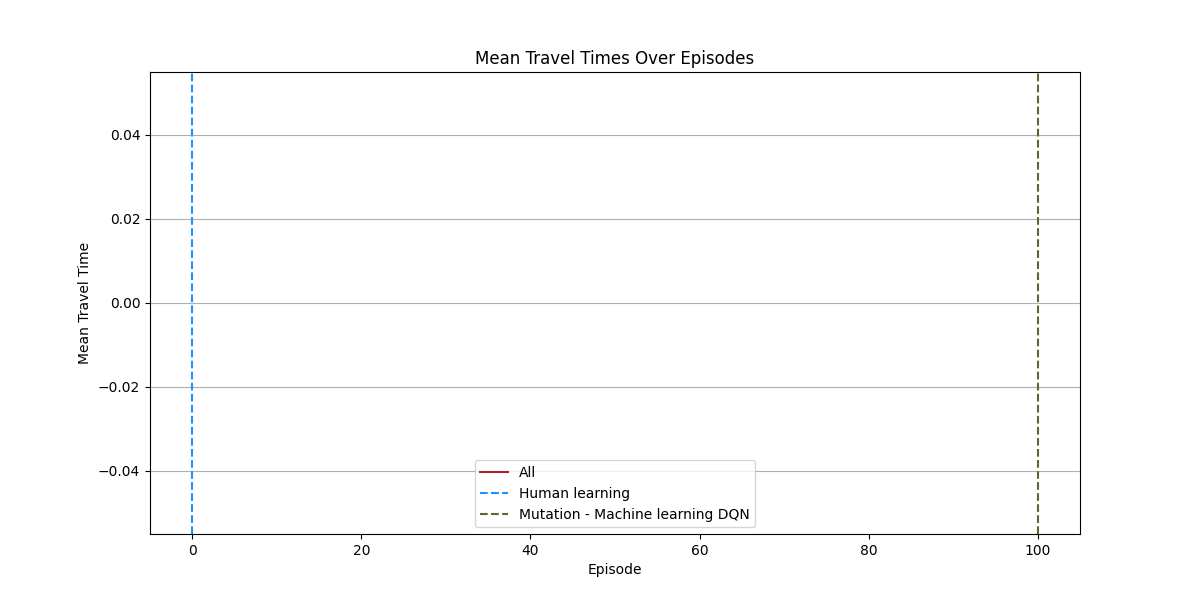 Mean Travel Times Over Episodes
0.04
0.02
0.00
−0.02
−0.04
Mean Travel Time
All
Human learning
Mutation - Machine learning DQN
0 20 40 60 80 100
Episode